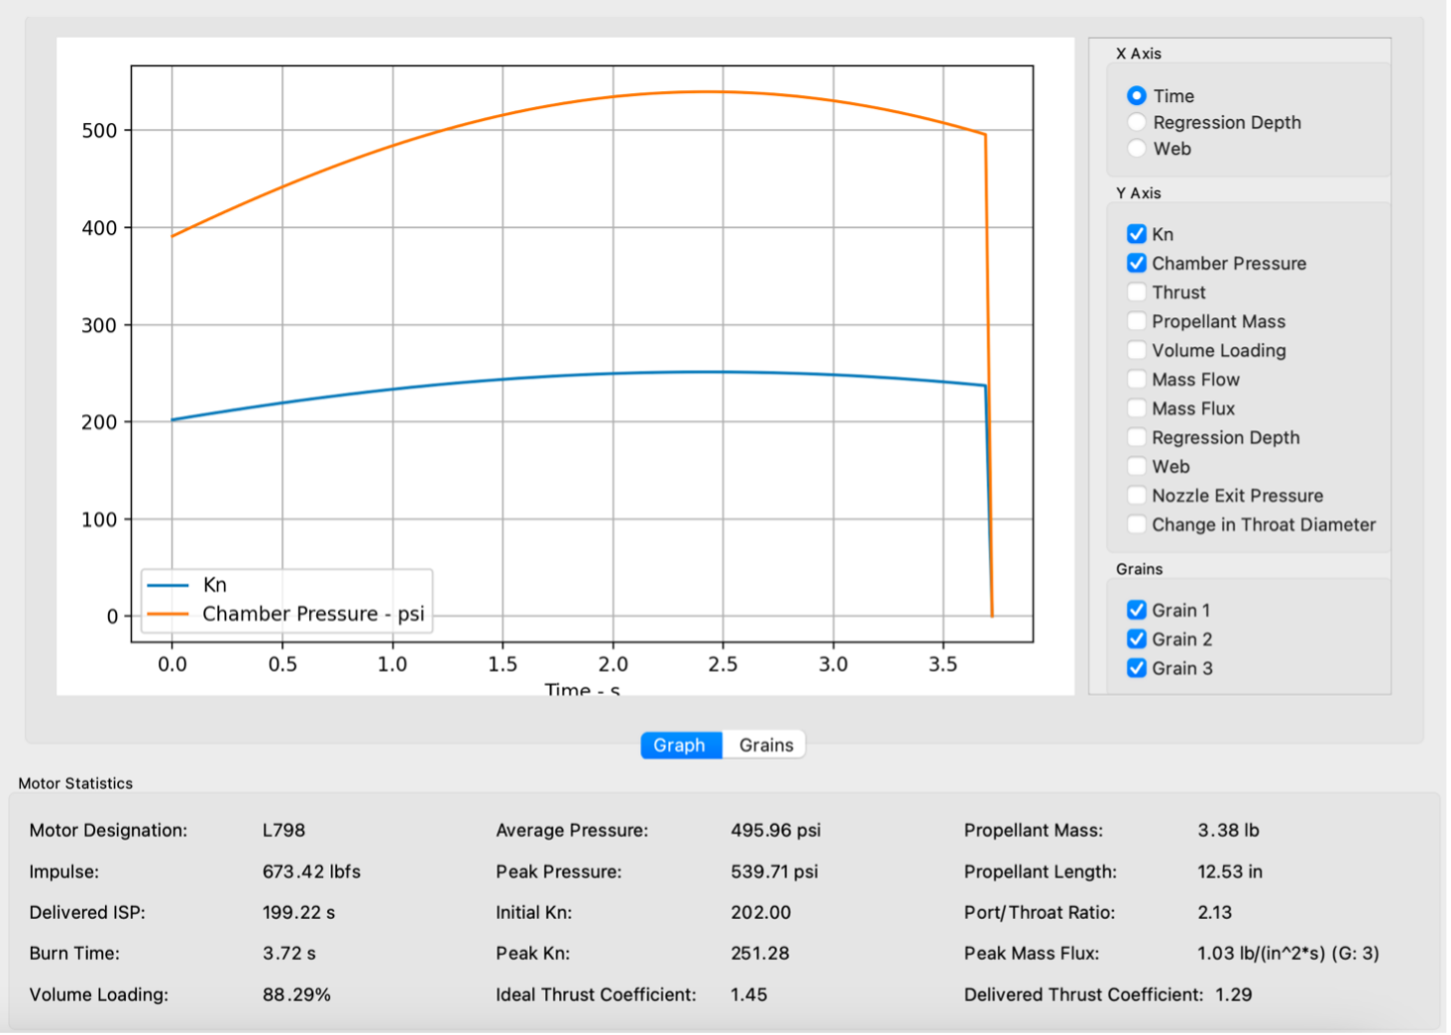 500
400
300
200
100
0
Kn
Chamber Pressure - psi
0.0 0.5 1.0 1.5 2.0 2.5 3.0 3.5
Time - s
X Axis
Time
Regression Depth
Web
Y Axis
Kn
Chamber Pressure
Thrust
Propellant Mass
Volume Loading
Mass Flow
Mass Flux
Regression Depth
Web
Nozzle Exit Pressure
Change in Throat Diameter
Grains
Grain 1
Grain 2
Grain 3
Graph Grains
Motor Statistics
Motor Designation: L798 Average Pressure: 495.96 psi Propellant Mass: 3.38 lb
Impulse: 673.42 lbfs Peak Pressure: 539.71 psi Propellant Length: 12.53 in
Delivered ISP: 199.22 s Initial Kn: 202.00 Port/Throat Ratio: 2.13
Burn Time: 3.72 s Peak Kn: 251.28 Peak Mass Flux: 1.03 lb/(in^2*s) (G: 3)
Volume Loading: 88.29% Ideal Thrust Coefficient: 1.45 Delivered Thrust Coefficient: 1.29